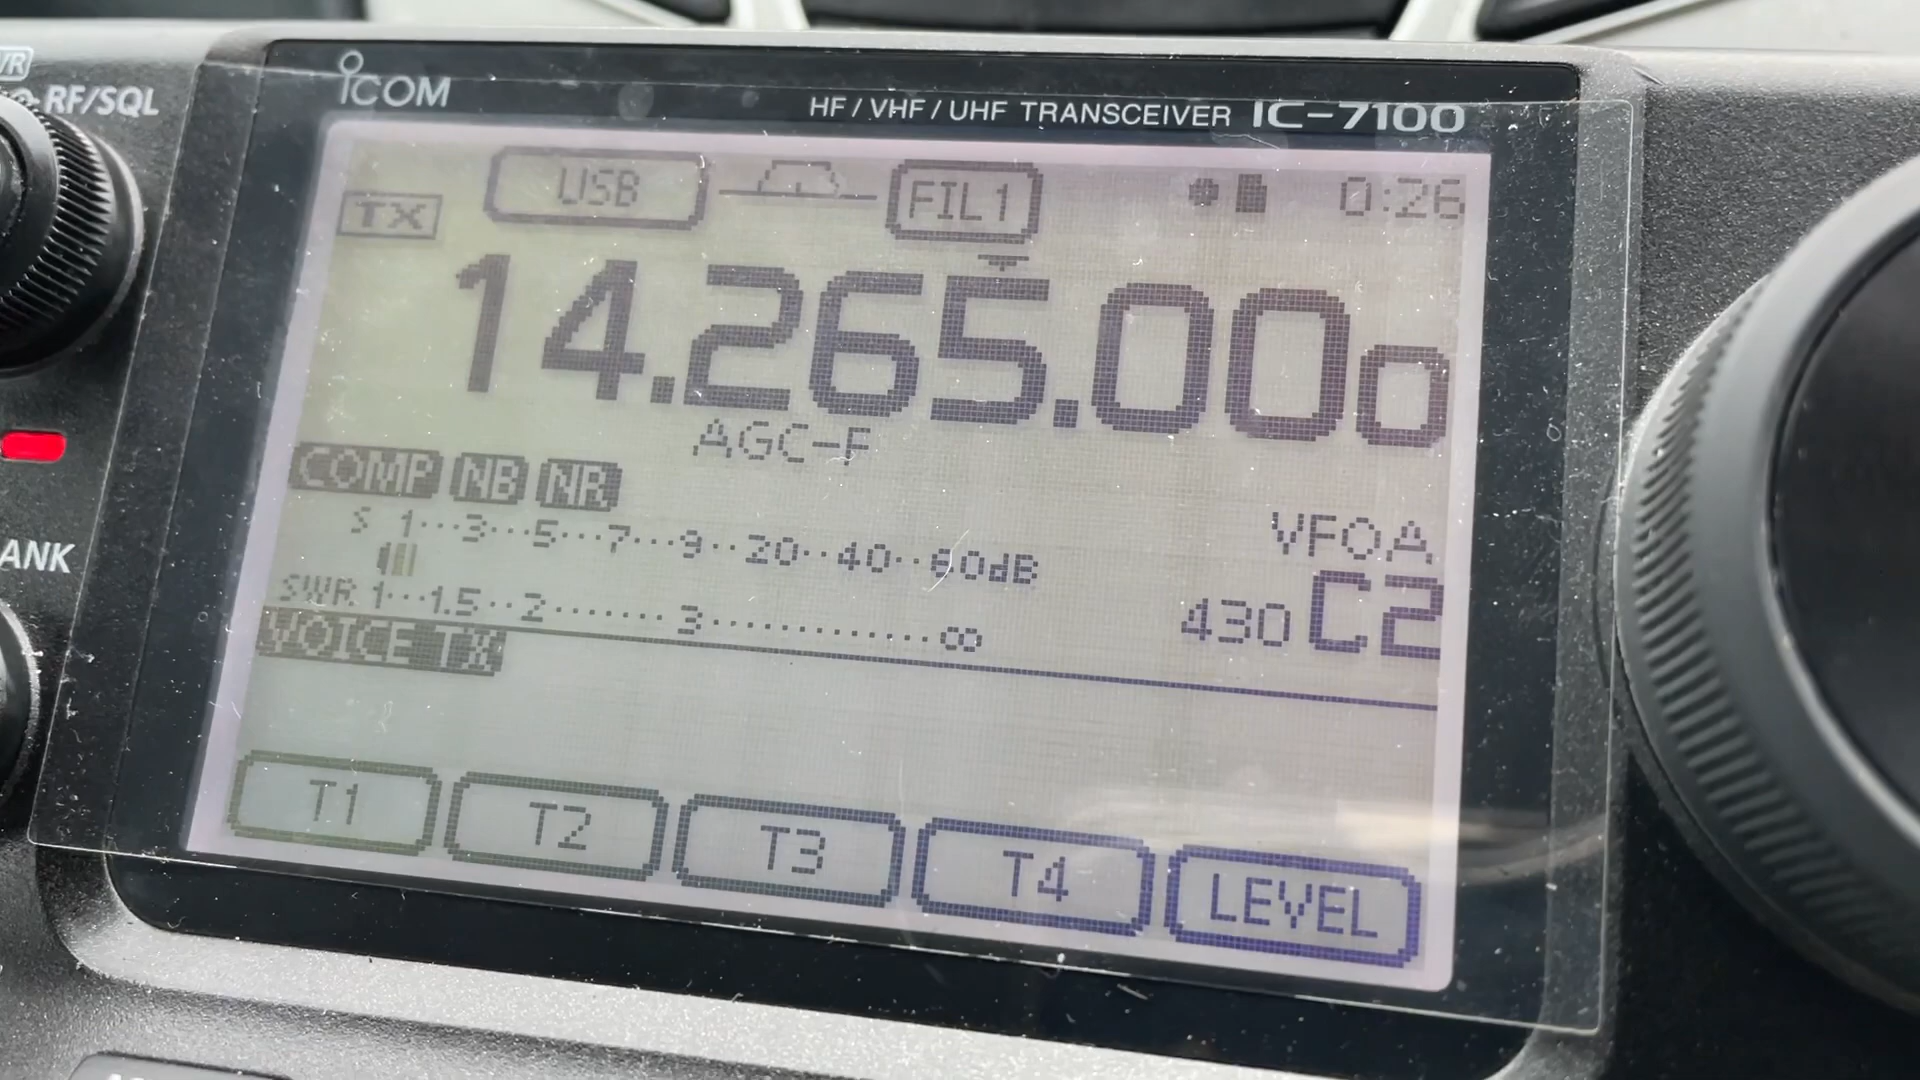 RF/SQL
ICOM
HF / VHF / UHF TRANSCEIVER IC-7100
USB FIL1 0:26
TX
14.265.000
AGC-F
COMP NB NR
S 1···3···5···7···9··20··40··60dB
VFOA
SWR 1···1.5··2·······3·············∞
430 C2
VOICE TX
ANK
T1 T2 T3 T4 LEVEL